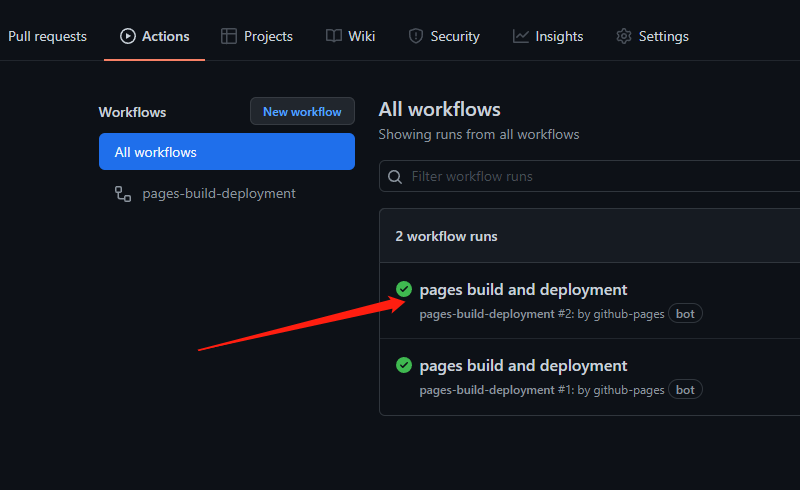 Pull requests Actions Projects Wiki Security Insights Settings
Workflows New workflow
All workflows
pages-build-deployment
All workflows
Showing runs from all workflows
Filter workflow runs
2 workflow runs
pages build and deployment
pages-build-deployment #2: by github-pages bot
pages build and deployment
pages-build-deployment #1: by github-pages bot